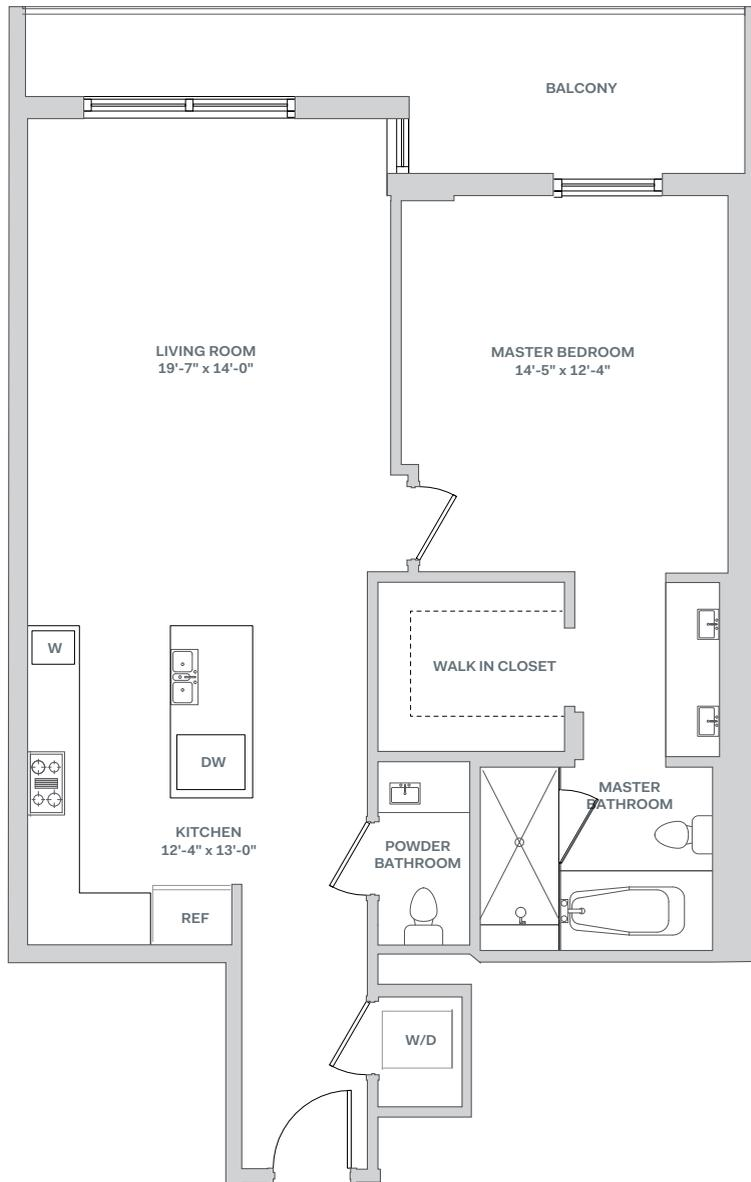 BALCONY
LIVING ROOM
19'-7" x 14'-0"
MASTER BEDROOM
14'-5" x 12'-4"
W
WALK IN CLOSET
DW
MASTER
BATHROOM
KITCHEN
12'-4" x 13'-0"
POWDER
BATHROOM
REF
W/D